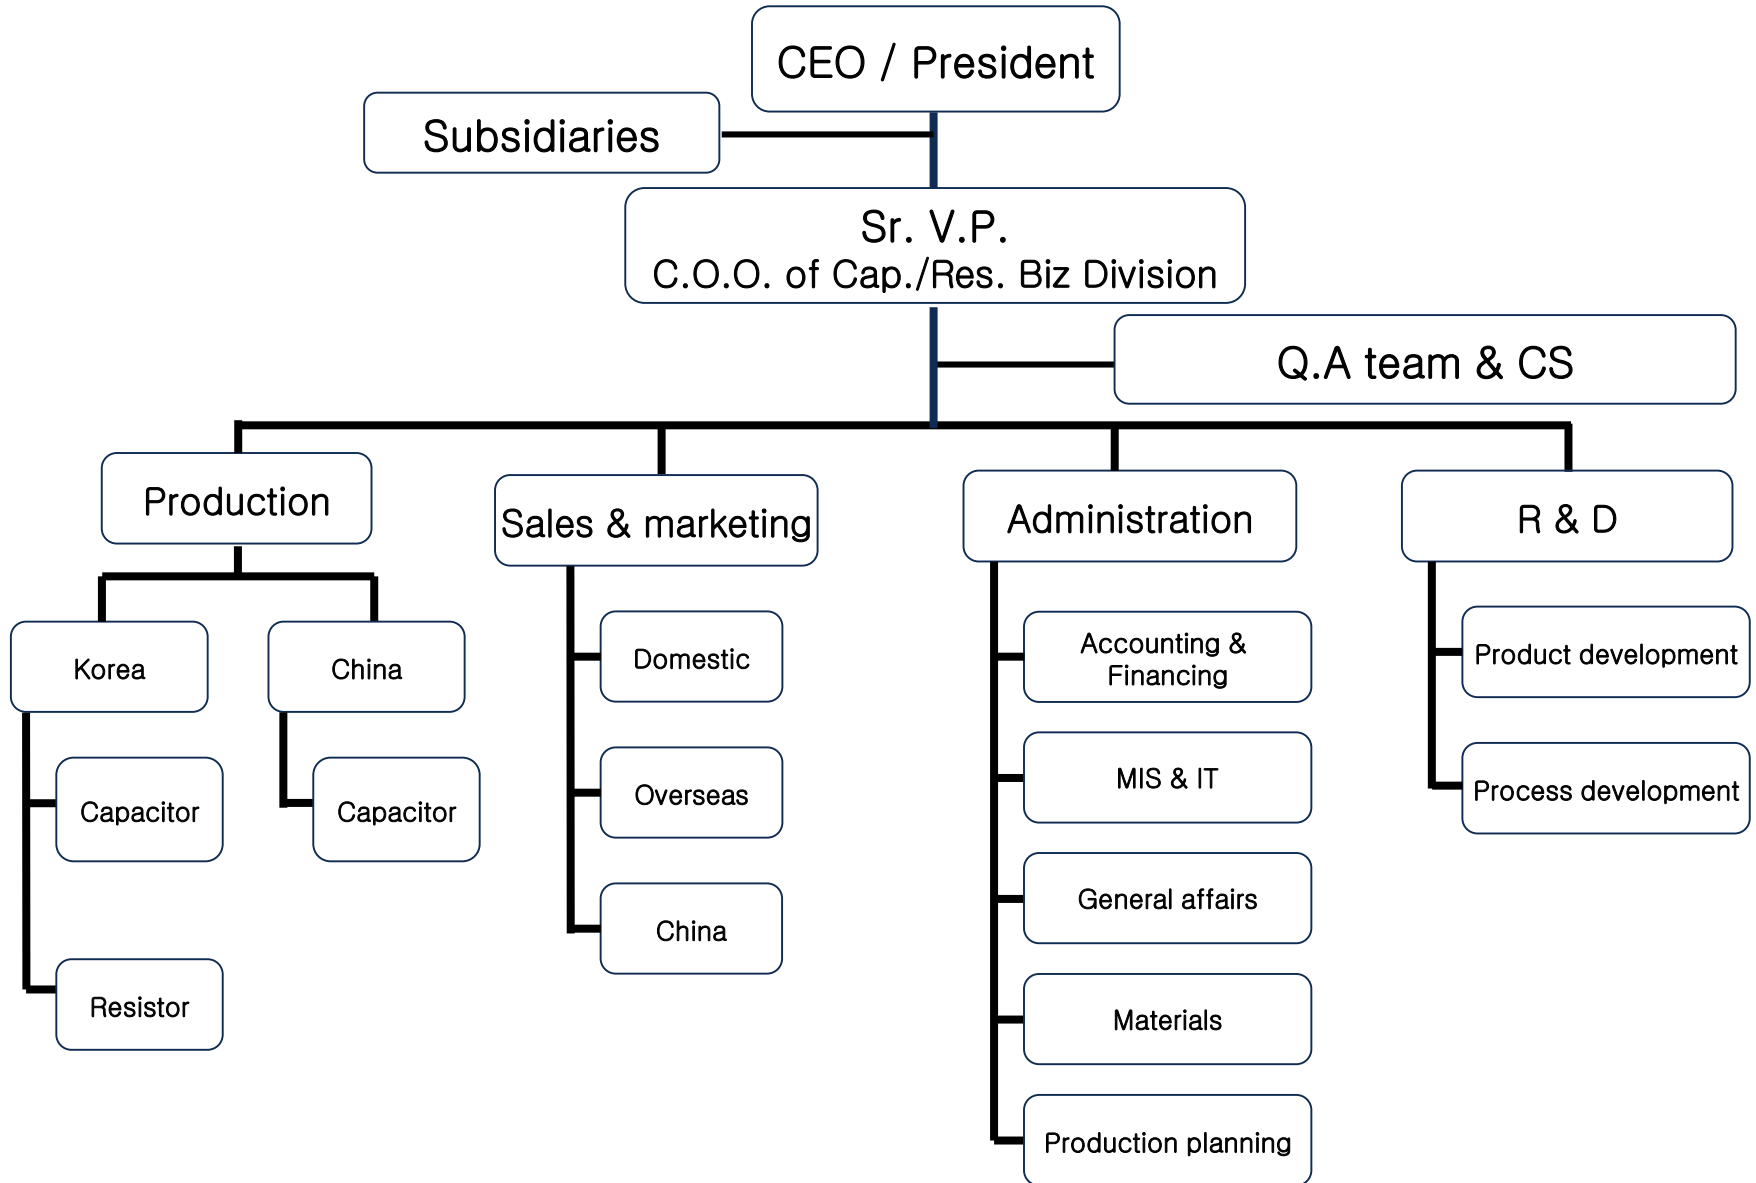 CEO / President
Subsidiaries
Sr. V.P.
C.O.O. of Cap./Res. Biz Division
Q.A team & CS
Production
Sales & marketing
Administration
R & D
Korea
China
Capacitor
Capacitor
Resistor
Domestic
Overseas
China
Accounting &
Financing
MIS & IT
General affairs
Materials
Production planning
Product development
Process development